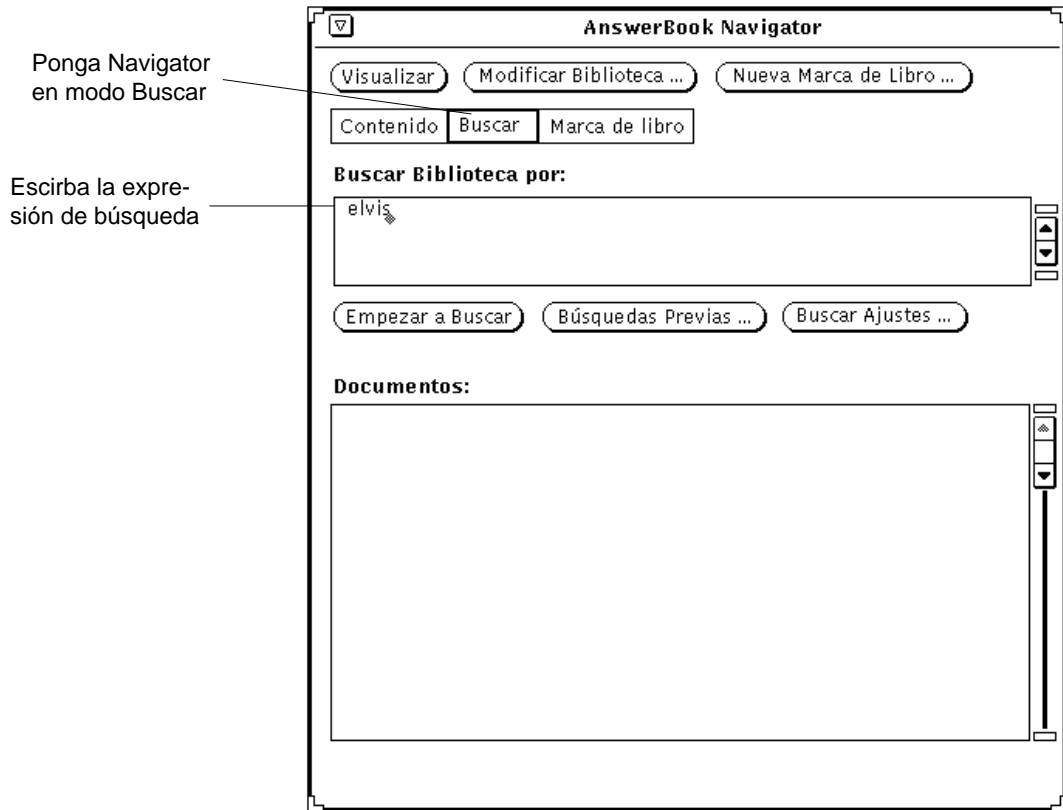 AnswerBook Navigator
Ponga Navigator
en modo Buscar
Visualizar Modificar Biblioteca ... Nueva Marca de Libro ...
Contenido Buscar Marca de libro
Buscar Biblioteca por:
Escirba la expre-
sión de búsqueda
elvis
Empezar a Buscar Búsquedas Previas ... Buscar Ajustes ...
Documentos: